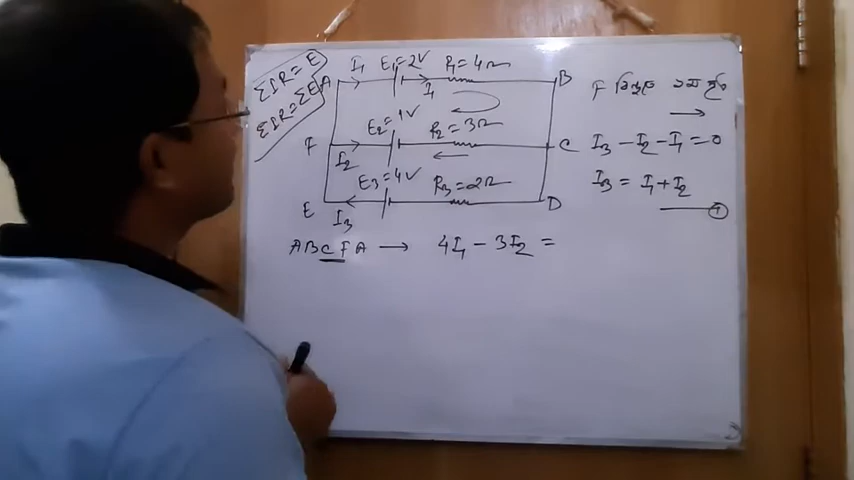 ΣIR = E
ΣIR = ΣE
A
I₁
E₁=2V
R₁=4Ω
B
I₁
F
E₂=1V
R₂=3Ω
C
I₂
E₃=4V
R₃=2Ω
E
I₃
D
ABCFA → 4I₁ - 3I₂ =
F বিন্দুতে
I₃ - I₂ - I₁ = 0
I₃ = I₁ + I₂
①